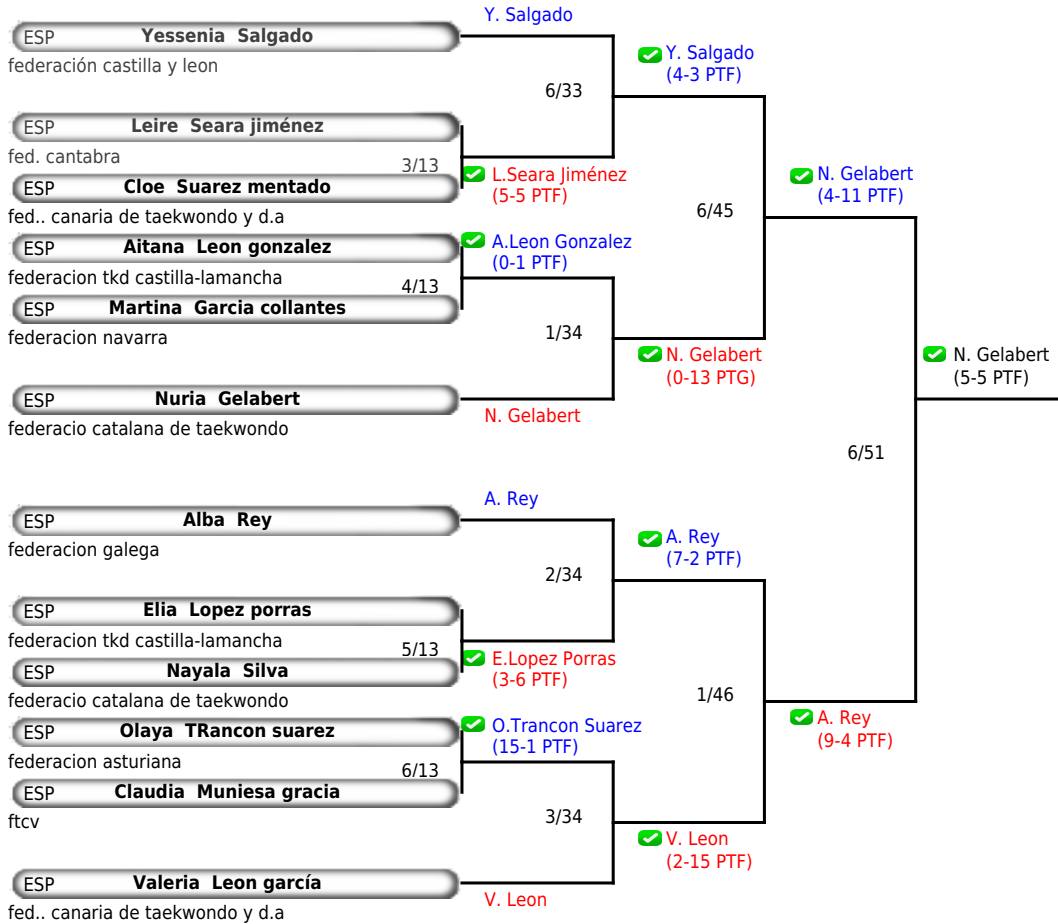 Y. Salgado
ESP Yessenia Salgado
federación castilla y leon
6/33
Y. Salgado
(4-3 PTF)
ESP Leire Seara jiménez
fed. cantabra
3/13
L.Seara Jiménez
(5-5 PTF)
ESP Cloe Suarez mentado
fed.. canaria de taekwondo y d.a
6/45
N. Gelabert
(4-11 PTF)
ESP Aitana Leon gonzalez
federacion tkd castilla-lamancha
4/13
A.Leon Gonzalez
(0-1 PTF)
ESP Martina Garcia collantes
federacion navarra
1/34
N. Gelabert
(0-13 PTG)
ESP Nuria Gelabert
federacio catalana de taekwondo
N. Gelabert
N. Gelabert
(5-5 PTF)
6/51
A. Rey
ESP Alba Rey
federacion galega
2/34
A. Rey
(7-2 PTF)
ESP Elia Lopez porras
federacion tkd castilla-lamancha
5/13
E.Lopez Porras
(3-6 PTF)
ESP Nayala Silva
federacio catalana de taekwondo
1/46
A. Rey
(9-4 PTF)
ESP Olaya TRancon suarez
federacion asturiana
6/13
O.Trancon Suarez
(15-1 PTF)
ESP Claudia Muniesa gracia
ftcv
3/34
V. Leon
(2-15 PTF)
ESP Valeria Leon garcía
fed.. canaria de taekwondo y d.a
V. Leon